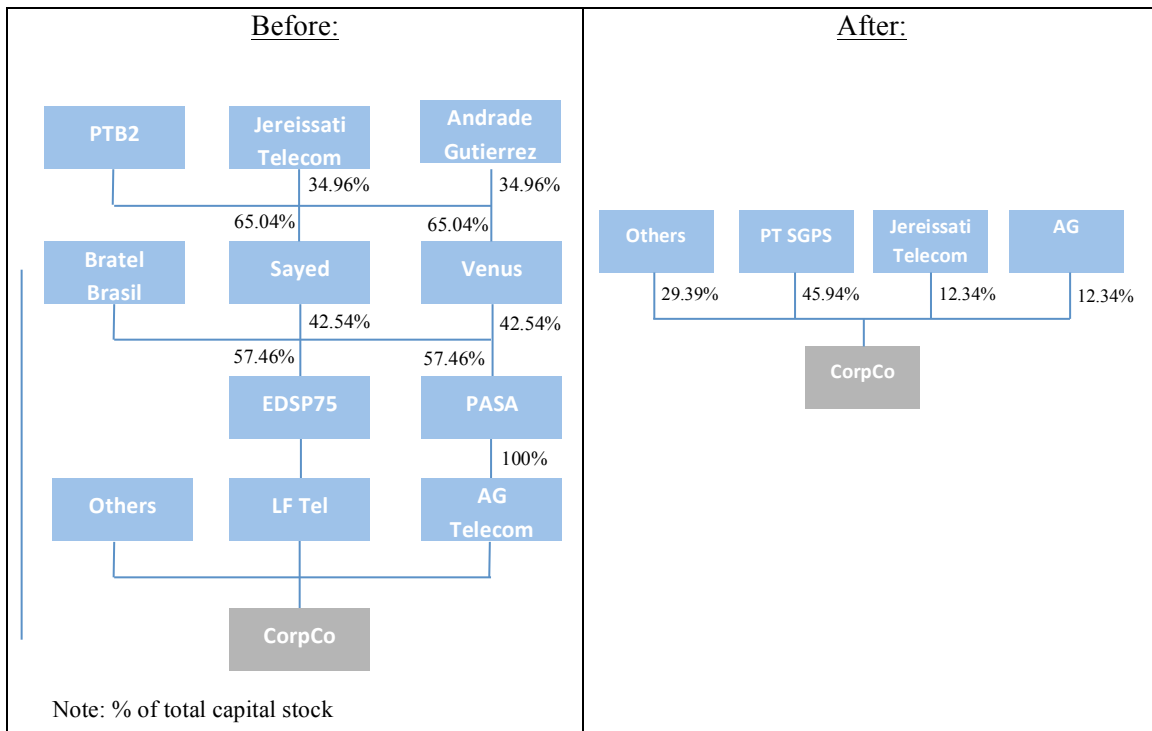 Before:
PTB2
Jereissati
Telecom
Andrade
Gutierrez
34.96%
34.96%
65.04%
65.04%
Bratel
Brasil
Sayed
Venus
42.54%
42.54%
57.46%
57.46%
EDSP75
PASA
100%
Others
LF Tel
AG
Telecom
CorpCo
Note: % of total capital stock
After:
Others
PT SGPS
Jereissati
Telecom
AG
29.39%
45.94%
12.34%
12.34%
CorpCo